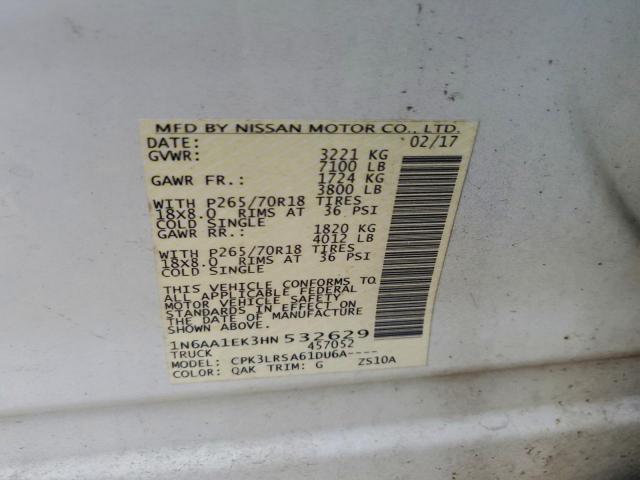 MFD BY NISSAN MOTOR CO., LTD.
DATE: 02/17
GVWR: 3221 KG
7100 LB
GAWR FR.: 1724 KG
3800 LB
WITH P265/70R18 TIRES
18X8.0 RIMS AT 36 PSI
COLD SINGLE
GAWR RR.: 1820 KG
4012 LB
WITH P265/70R18 TIRES
18X8.0 RIMS AT 36 PSI
COLD SINGLE
THIS VEHICLE CONFORMS TO
ALL APPLICABLE FEDERAL
MOTOR VEHICLE SAFETY
STANDARDS IN EFFECT ON
THE DATE OF MANUFACTURE
SHOWN ABOVE.
1N6AA1EK3HN532629
TRUCK 457052
MODEL: CPK3LRSA61DU6A----
COLOR: QAK TRIM: G ZS10A